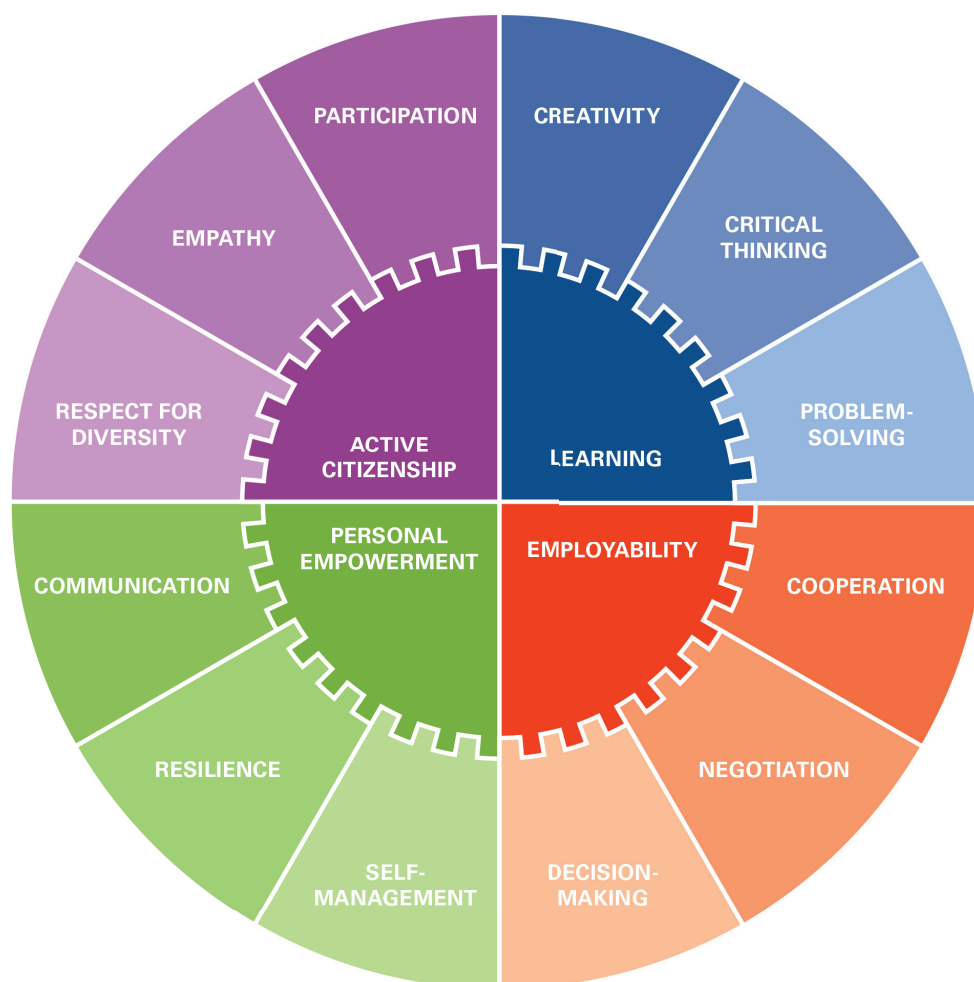 PARTICIPATION
CREATIVITY
EMPATHY
CRITICAL
THINKING
RESPECT FOR
DIVERSITY
ACTIVE
CITIZENSHIP
LEARNING
PROBLEM-
SOLVING
COMMUNICATION
PERSONAL
EMPOWERMENT
EMPLOYABILITY
COOPERATION
RESILIENCE
NEGOTIATION
SELF-
MANAGEMENT
DECISION-
MAKING